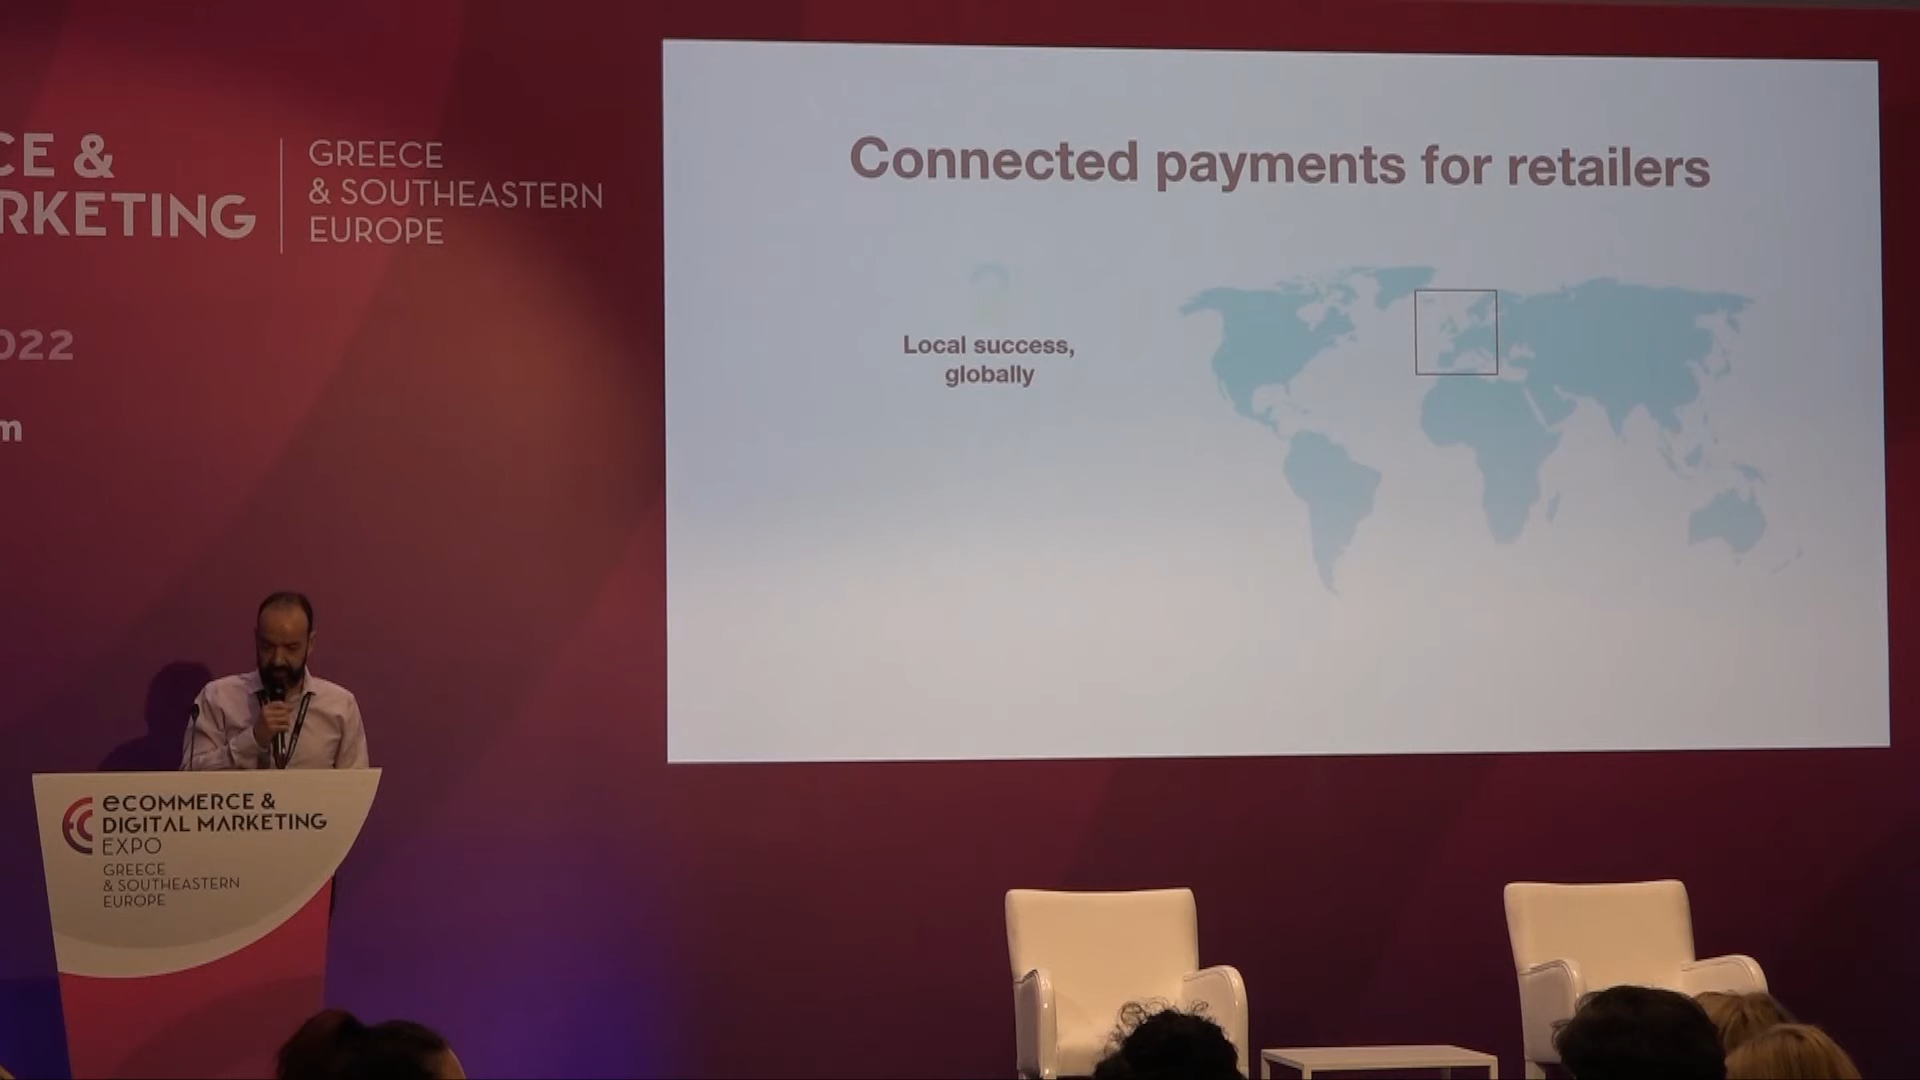 CE &
RKETING
GREECE
& SOUTHEASTERN
EUROPE
022
m
Connected payments for retailers
Local success,
globally
eCOMMERCE &
DIGITAL MARKETING
EXPO
GREECE
& SOUTHEASTERN
EUROPE